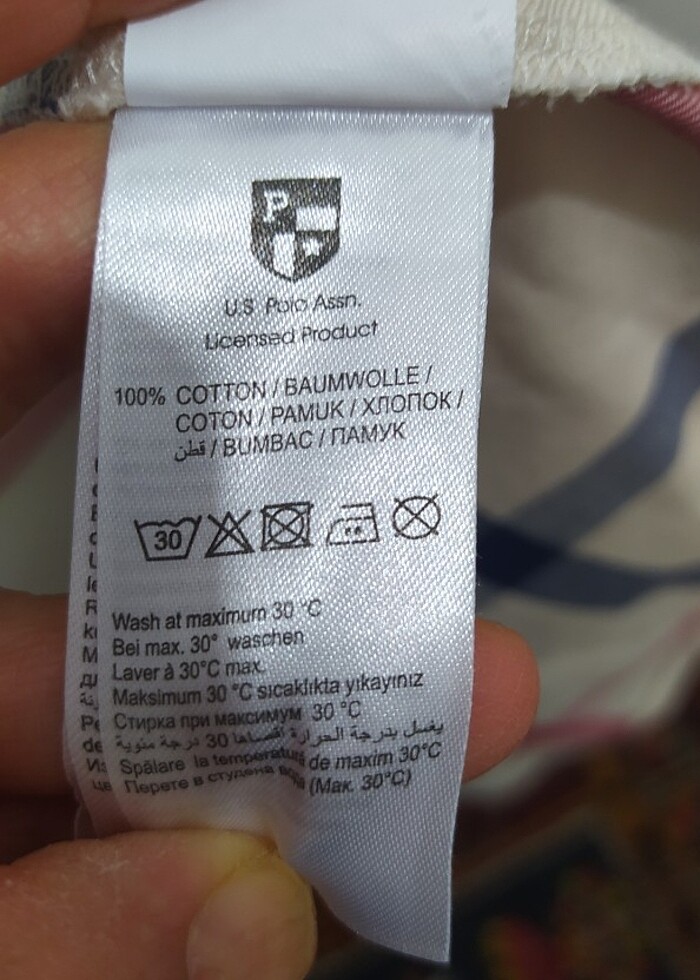 P
U.S Polo Assn.
Licensed Product
100% COTTON / BAUMWOLLE /
COTON / PAMUK / ХЛОПОК /
قطن / BUMBAC / ПАМУК
30
Wash at maximum 30 °C
Bei max. 30° waschen
Laver à 30°C max.
Maksimum 30 °C sıcaklıkta yıkayınız
Стирка при максимум 30 °C
يغسل بدرجة الحرارة أقصاها 30 درجة مئوية
Spălare la temperatură de maxim 30°C
Перете в студена вода (Мак. 30°C)